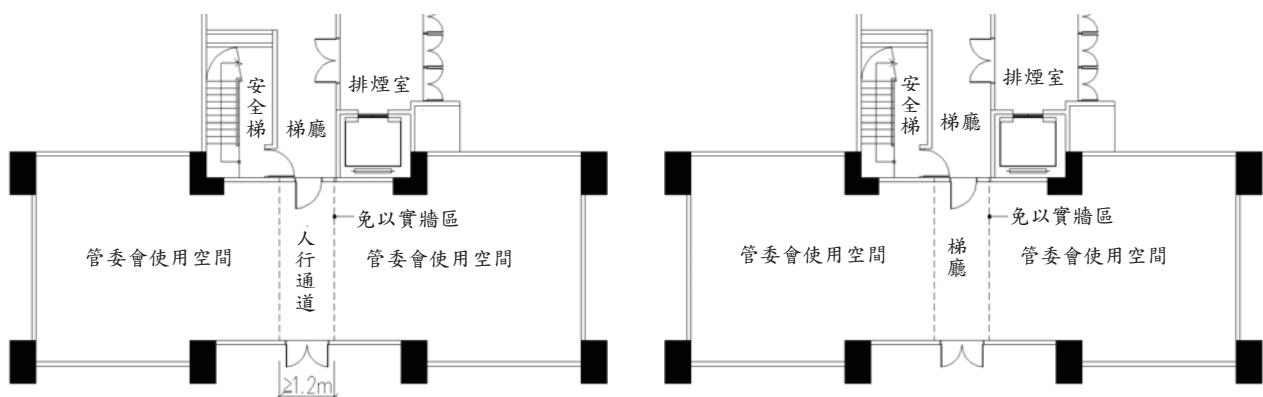 安全梯
梯廳
排煙室
免以實牆區
管委會使用空間
人行通道
管委會使用空間
≥1.2m
安全梯
梯廳
排煙室
免以實牆區
管委會使用空間
梯廳
管委會使用空間